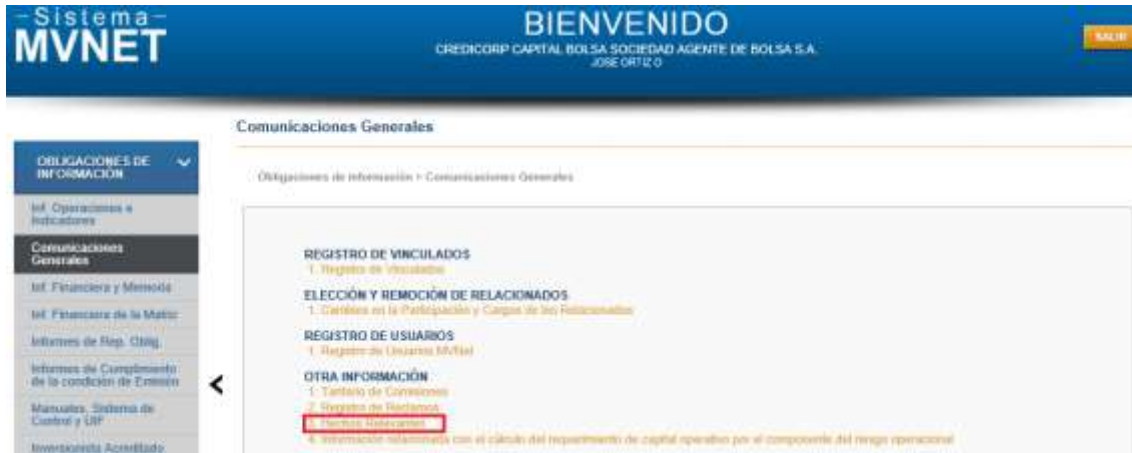 -Sistema-
MVNET
BIENVENIDO
CREDICORP CAPITAL BOLSA SOCIEDAD AGENTE DE BOLSA S.A.
JOSE ORTIZ O
SALIR
Comunicaciones Generales
OBLIGACIONES DE
INFORMACIÓN
Obligaciones de información > Comunicaciones Generales
Inf. Operaciones e
Indicadores
Comunicaciones
Generales
Inf. Financiera y Memoria
Inf. Financiera de la Matriz
Informes de Rep. Oblig.
Informes de Cumplimiento
de la condición de Emisión
Manuales, Sistema de
Control y UIF
Inversionista Acreditado
REGISTRO DE VINCULADOS
1. Registro de Vinculados
ELECCIÓN Y REMOCIÓN DE RELACIONADOS
1. Cambios en la Participación y Cargos de los Relacionados
REGISTRO DE USUARIOS
1. Registro de Usuarios MVNet
OTRA INFORMACIÓN
1. Tarifario de Comisiones
2. Registro de Reclamos
3. Hechos Relevantes
4. Información relacionada con el cálculo del requerimiento de capital operativo por el componente del riesgo operacional